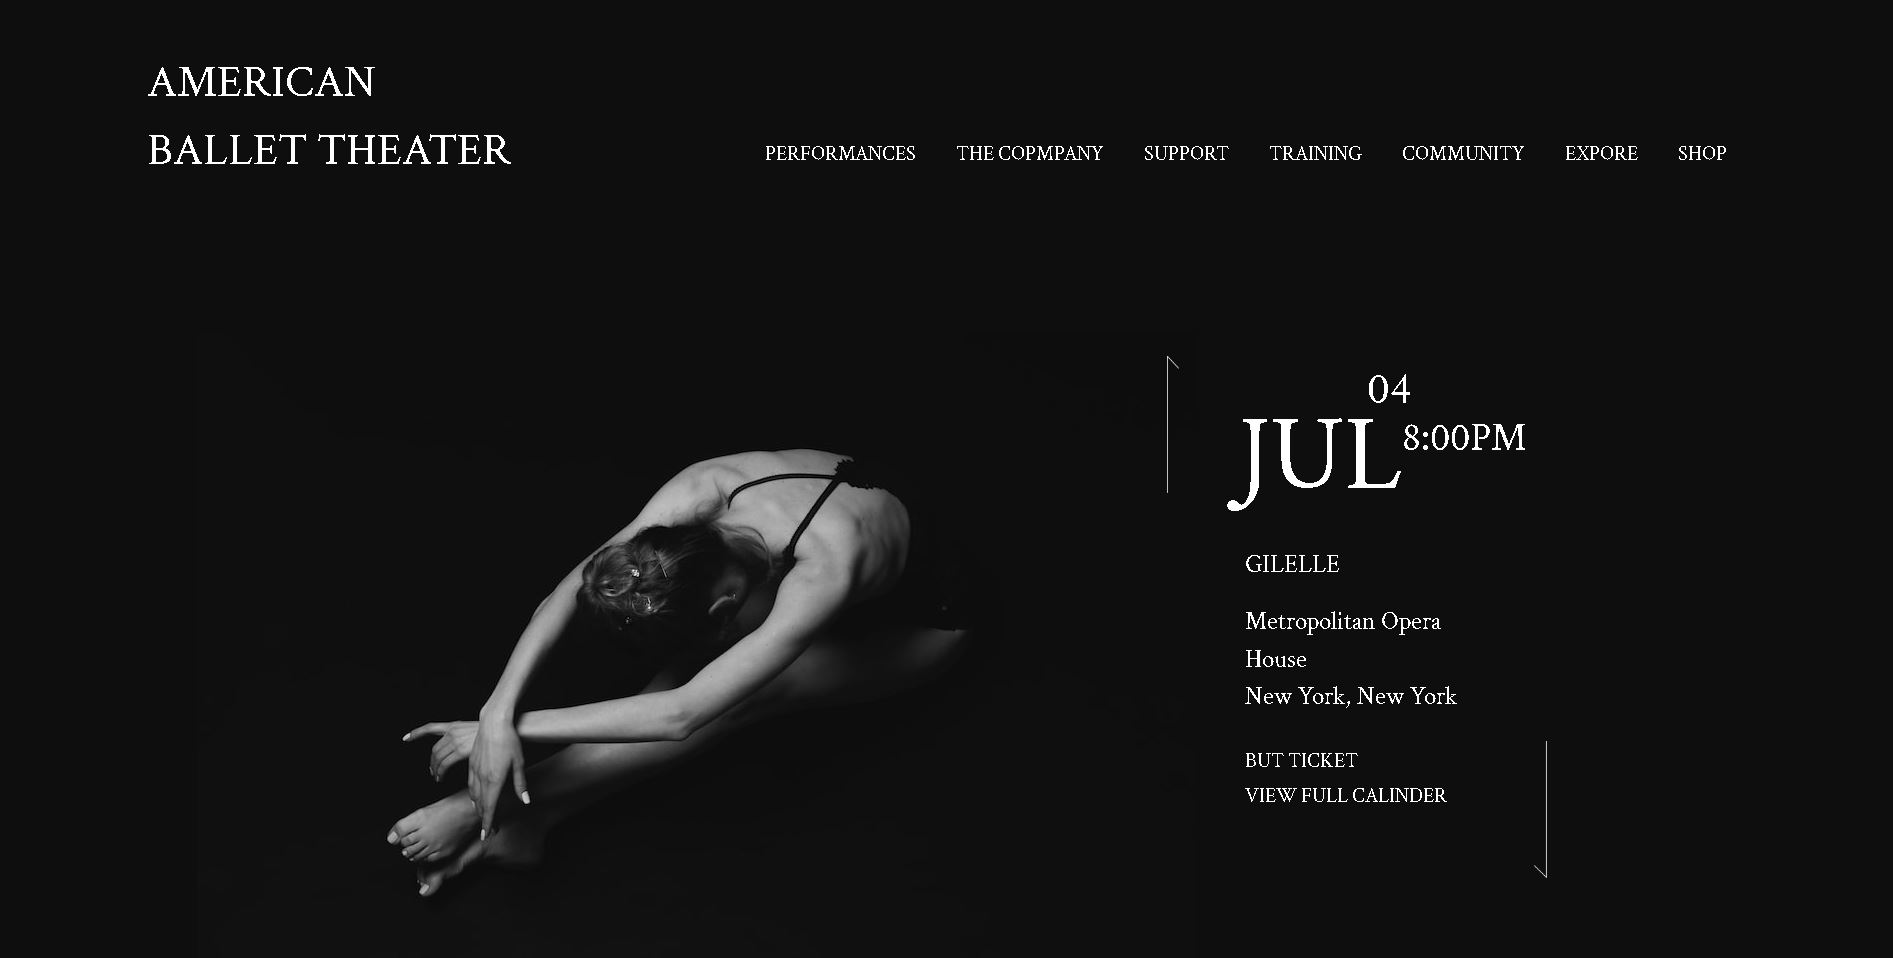 AMERICAN
BALLET THEATER
PERFORMANCES THE COPMPANY SUPPORT TRAINING COMMUNITY EXPORE SHOP
04
JUL 8:00PM
GILELLE
Metropolitan Opera
House
New York, New York
BUT TICKET
VIEW FULL CALINDER